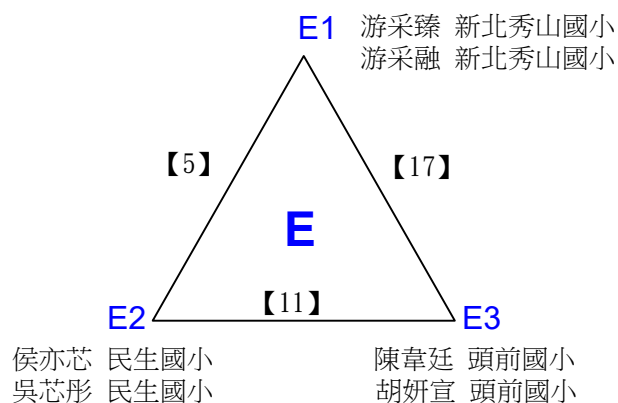 E1 游采臻 新北秀山國小
游采融 新北秀山國小
【5】 【17】
E
【11】
E2 E3
侯亦芯 民生國小 陳韋廷 頭前國小
吳芯彤 民生國小 胡妍宣 頭前國小